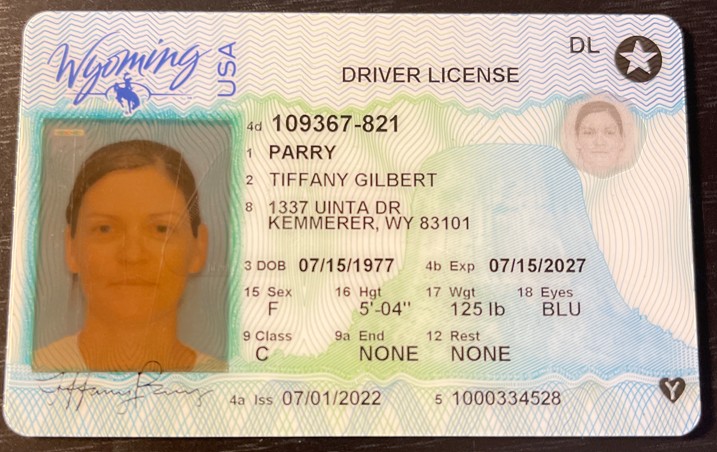 Wyoming USA
DL
DRIVER LICENSE
4d 109367-821
1 PARRY
2 TIFFANY GILBERT
8 1337 UINTA DR
KEMMERER, WY 83101
3 DOB 07/15/1977 4b Exp 07/15/2027
15 Sex 16 Hgt 17 Wgt 18 Eyes
F 5'-04" 125 lb BLU
9 Class 9a End 12 Rest
C NONE NONE
Tiffany Parry
4a Iss 07/01/2022 5 1000334528
Y